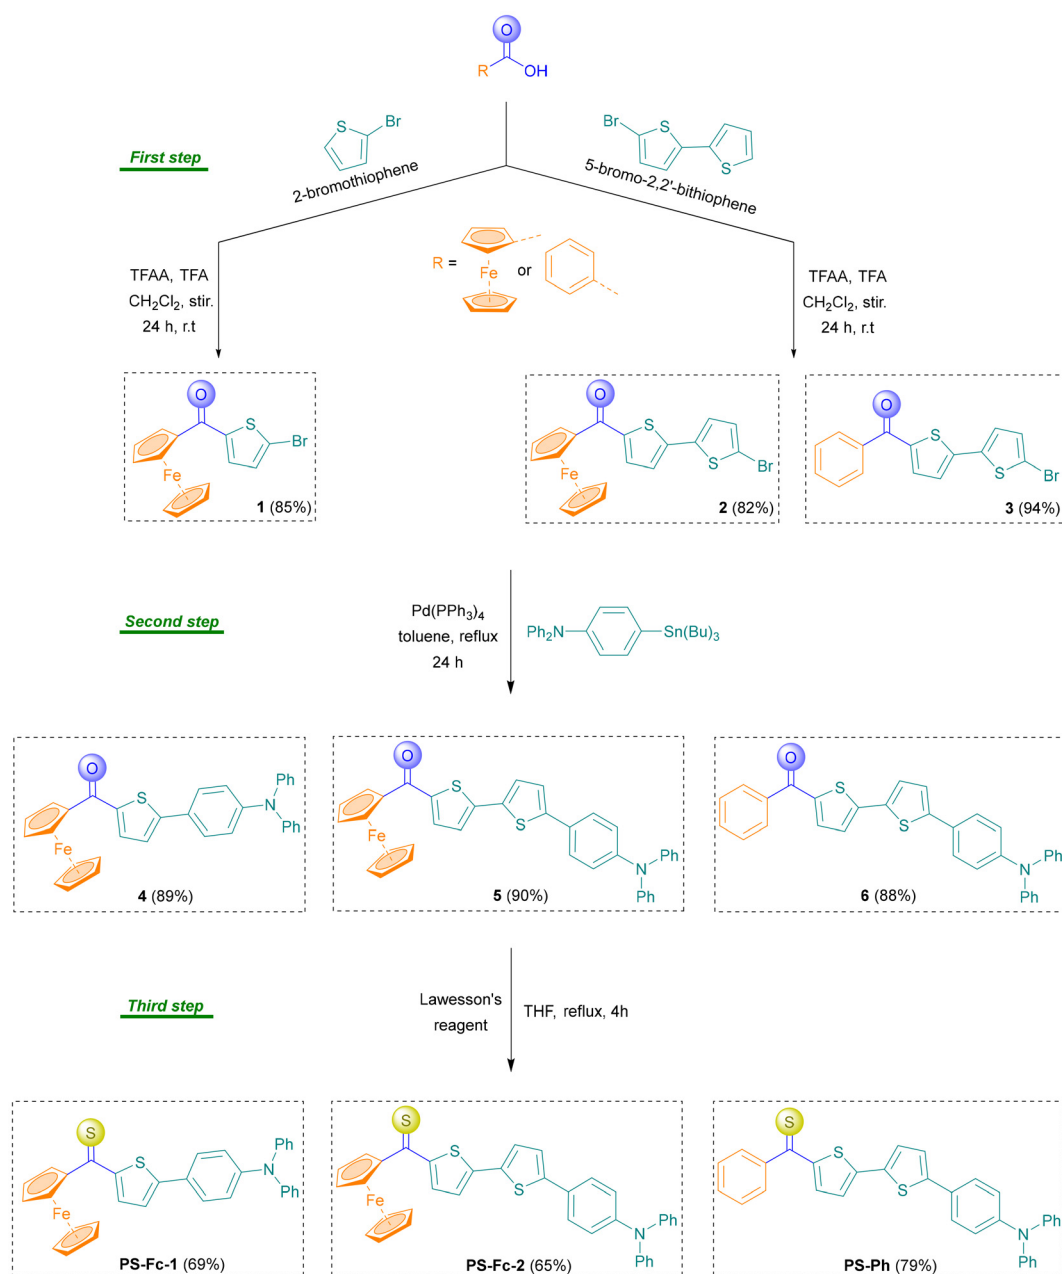 O
R
OH
S
Br
2-bromothiophene
Br
S
S
5-bromo-2,2'-bithiophene
First step
R =
Fe
or
TFAA, TFA
CH₂Cl₂, stir.
24 h, r.t
TFAA, TFA
CH₂Cl₂, stir.
24 h, r.t
O
S
Br
Fe
1 (85%)
O
S
S
Br
Fe
2 (82%)
O
S
S
Br
3 (94%)
Second step
Pd(PPh₃)₄
toluene, reflux
24 h
Ph₂N
Sn(Bu)₃
O
S
Ph
N
Ph
Fe
4 (89%)
O
S
S
Fe
N
Ph
Ph
5 (90%)
O
S
S
N
Ph
Ph
6 (88%)
Third step
Lawesson's
reagent
THF, reflux, 4h
S
S
Ph
N
Ph
Fe
PS-Fc-1 (69%)
S
S
S
Fe
N
Ph
Ph
PS-Fc-2 (65%)
S
S
S
N
Ph
Ph
PS-Ph (79%)